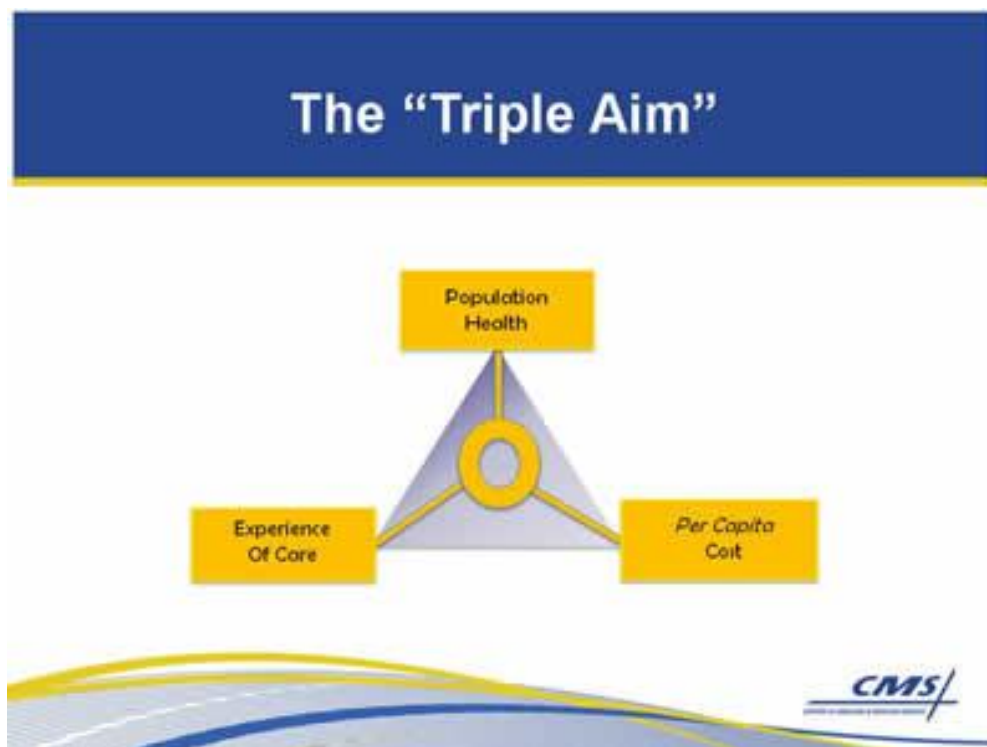 The “Triple Aim”
Population
Health
Experience
Of Care
Per Capita
Cost
CMS